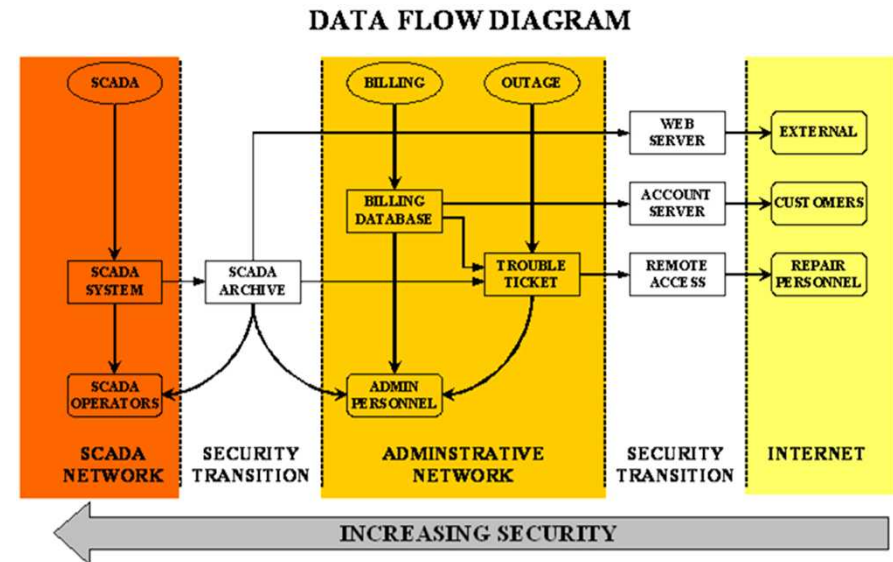 DATA FLOW DIAGRAM
SCADA
BILLING
OUTAGE
WEB
SERVER
EXTERNAL
BILLING
DATABASE
ACCOUNT
SERVER
CUSTOMERS
SCADA
SYSTEM
SCADA
ARCHIVE
TROUBLE
TICKET
REMOTE
ACCESS
REPAIR
PERSONNEL
SCADA
OPERATORS
ADMIN
PERSONNEL
SCADA
NETWORK
SECURITY
TRANSITION
ADMINSTRATIVE
NETWORK
SECURITY
TRANSITION
INTERNET
INCREASING SECURITY